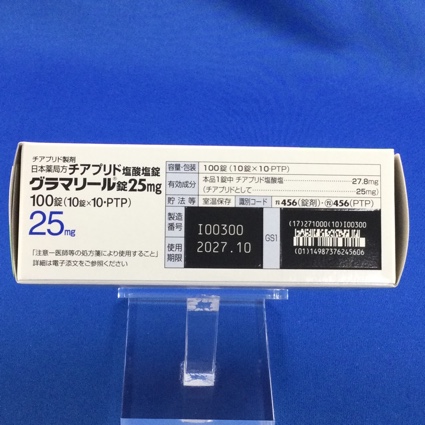 チアプリド製剤
日本薬局方 チアプリド塩酸塩錠
グラマリール®錠25mg
100錠(10錠×10・PTP)
25mg
「注意-医師等の処方箋により使用すること」
詳細は電子添文をご参照ください
容量・包装 100錠(10錠×10・PTP)
有効成分 本品1錠中 チアプリド塩酸塩 27.8mg
(チアプリドとして 25mg)
貯法等 室温保存 識別コード 456(錠剤)・456(PTP)
製造番号 I00300
使用期限 2027.10
GS1
(17)271000(10)I00300
(01)14987376245606